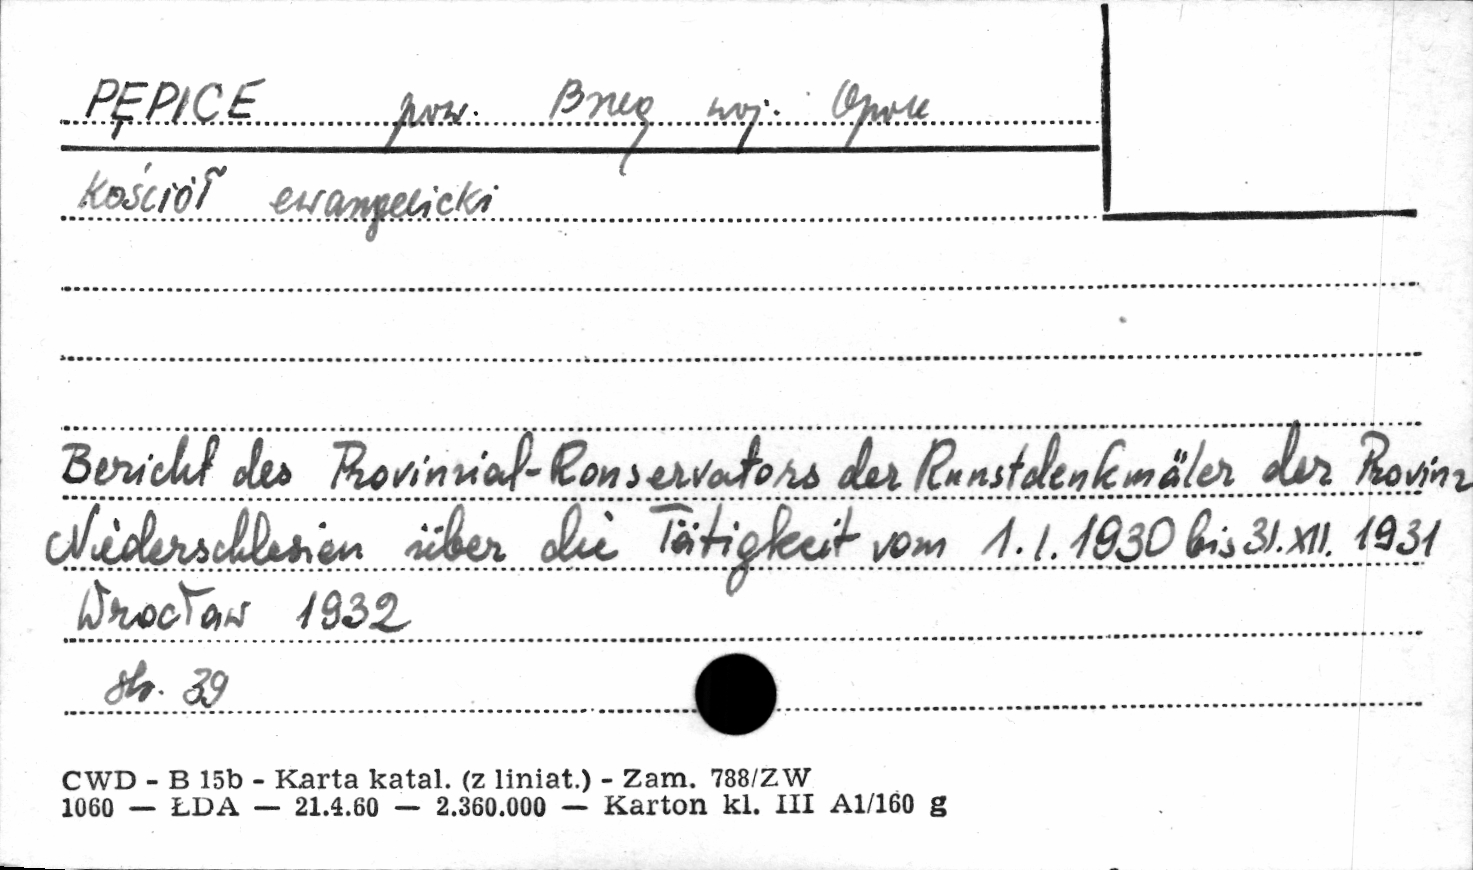 PĘPICE pow. Brzeg woj. Opole
Kościół ewangelicki
Bericht des Provinzial-Konservators der Kunstdenkmäler der Provinz
Niederschlesien über die Tätigkeit vom 1.I.1930 bis 31.XII.1931
Wrocław 1932
str. 39
CWD - B 15b - Karta katal. (z liniat.) - Zam. 788/ZW
1060 — ŁDA — 21.4.60 — 2.360.000 — Karton kl. III A1/160 g